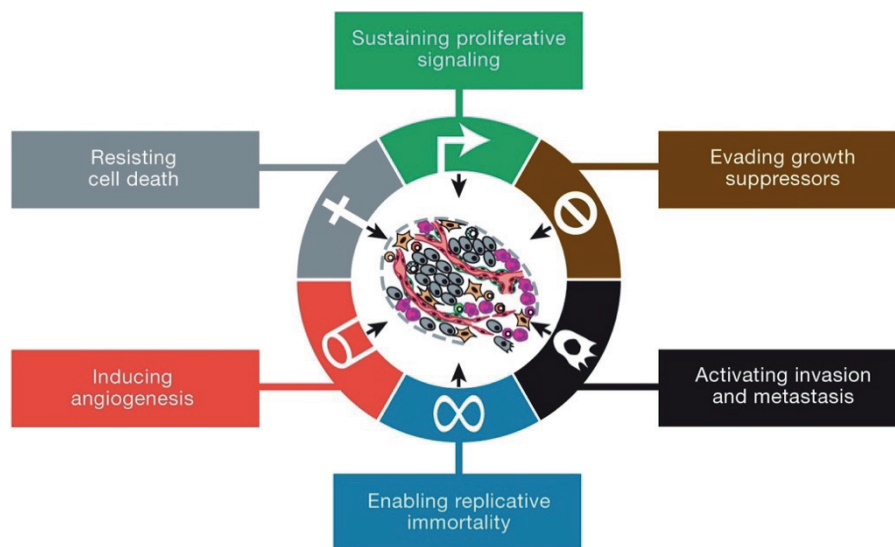 Sustaining proliferative
signaling
Resisting
cell death
Evading growth
suppressors
Inducing
angiogenesis
Activating invasion
and metastasis
Enabling replicative
immortality